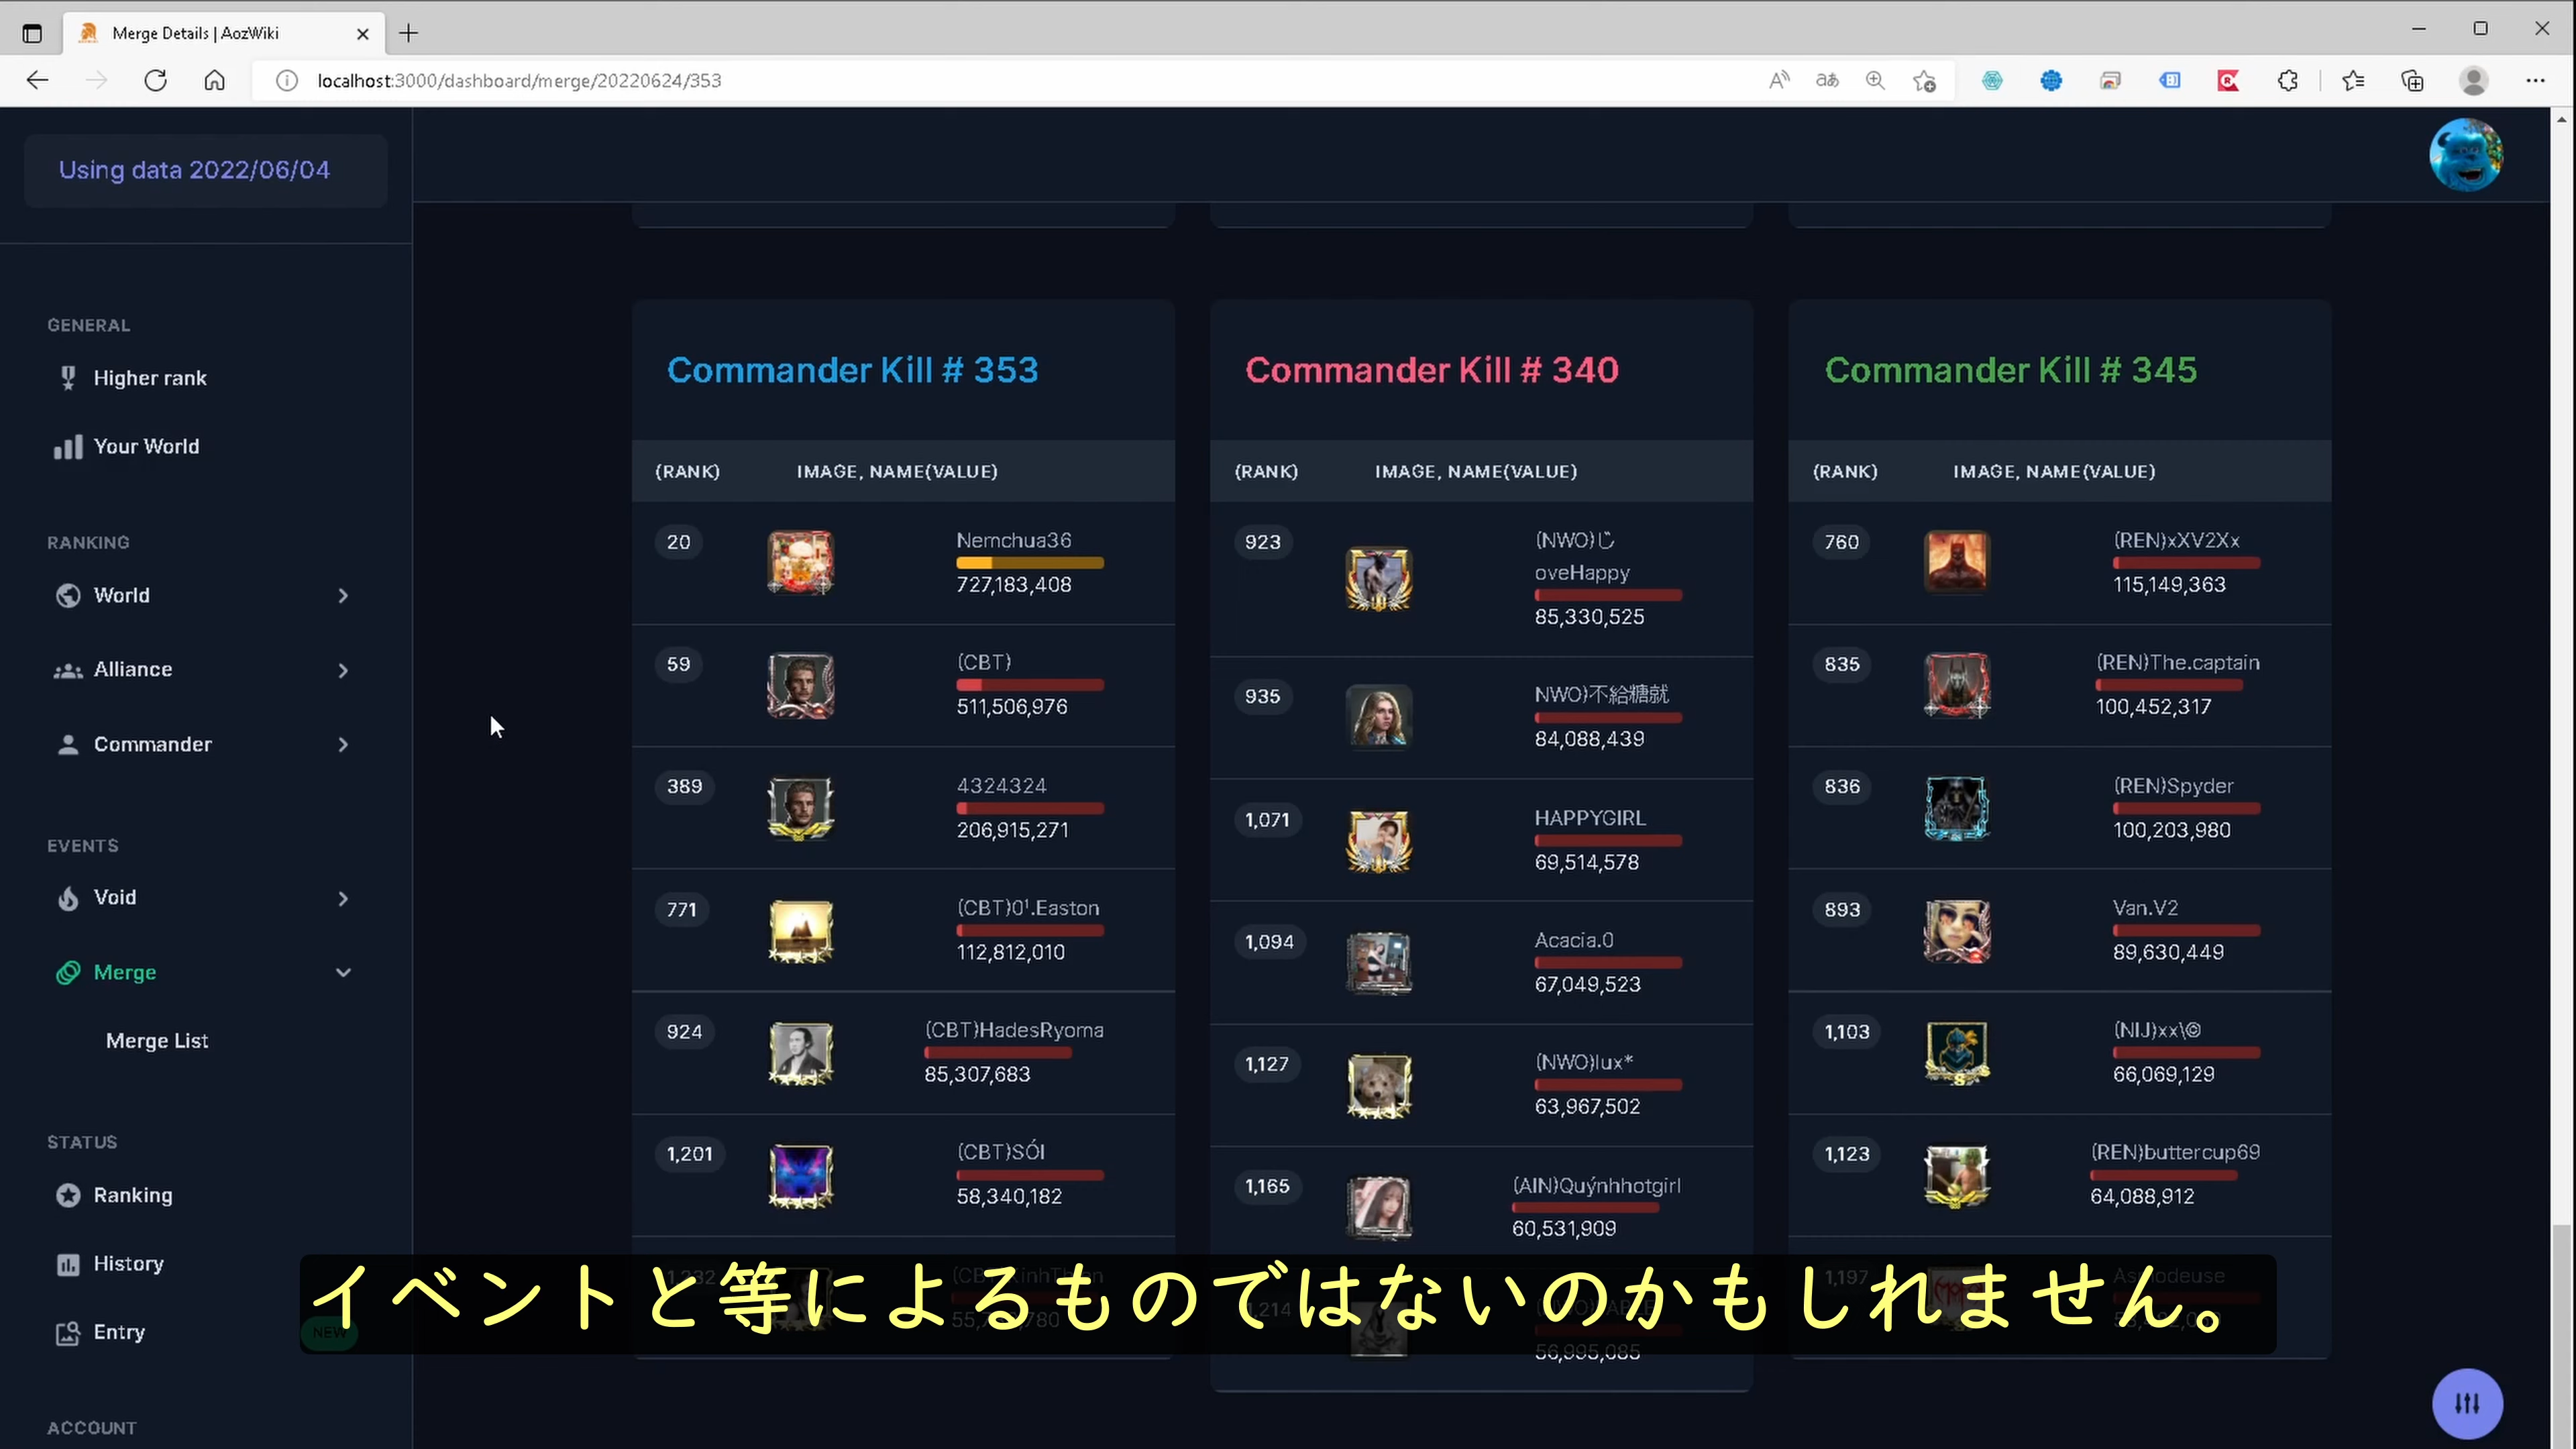 Merge Details | AozWiki
localhost:3000/dashboard/merge/20220624/353
Using data 2022/06/04
GENERAL
Higher rank
Your World
RANKING
World
Alliance
Commander
EVENTS
Void
Merge
Merge List
STATUS
Ranking
History
Entry
NEW
ACCOUNT
Commander Kill # 353
(RANK) IMAGE, NAME(VALUE)
20 Nemchua36
727,183,408
59 (CBT)
511,506,976
389 4324324
206,915,271
771 (CBT)0¹.Easton
112,812,010
924 (CBT)HadesRyoma
85,307,683
1,201 (CBT)SÓI
58,340,182
Commander Kill # 340
(RANK) IMAGE, NAME(VALUE)
923 (NWO)じ
oveHappy
85,330,525
935 NWO)不給糖就
84,088,439
1,071 HAPPYGIRL
69,514,578
1,094 Acacia.0
67,049,523
1,127 (NWO)lux*
63,967,502
1,165 (AIN)Quýnhhotgirl
60,531,909
56,995,085
Commander Kill # 345
(RANK) IMAGE, NAME(VALUE)
760 (REN)xXV2Xx
115,149,363
835 (REN)The.captain
100,452,317
836 (REN)Spyder
100,203,980
893 Van.V2
89,630,449
1,103 (NIJ)xx\@
66,069,129
1,123 (REN)buttercup69
64,088,912
1,197
イベントと等によるものではないのかもしれません。